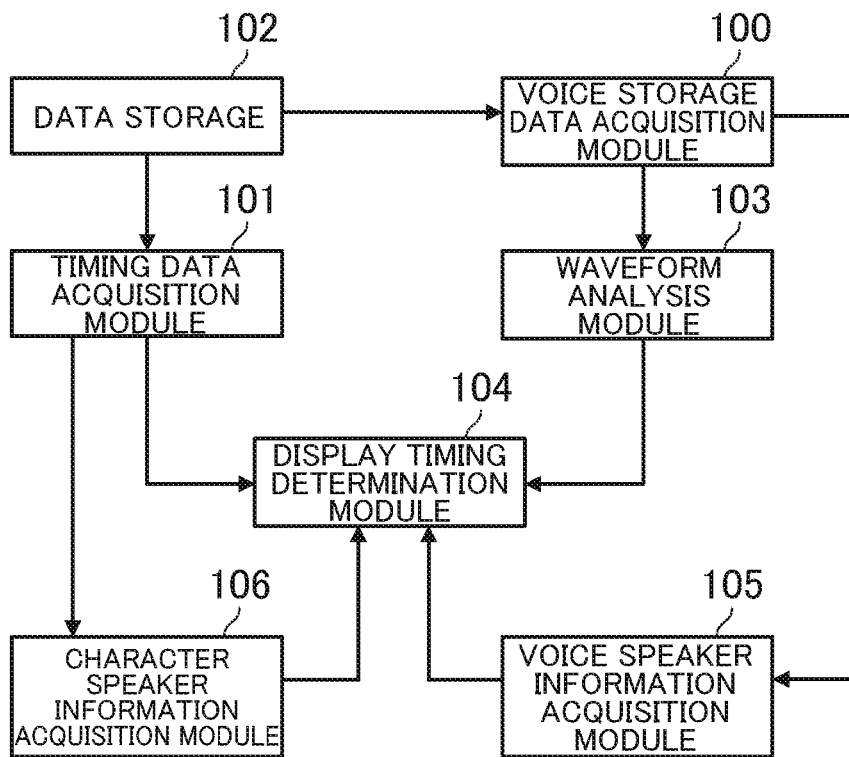 102
DATA STORAGE
100
VOICE STORAGE
DATA ACQUISITION
MODULE
101
TIMING DATA
ACQUISITION
MODULE
103
WAVEFORM
ANALYSIS
MODULE
104
DISPLAY TIMING
DETERMINATION
MODULE
106
CHARACTER
SPEAKER
INFORMATION
ACQUISITION MODULE
105
VOICE SPEAKER
INFORMATION
ACQUISITION
MODULE